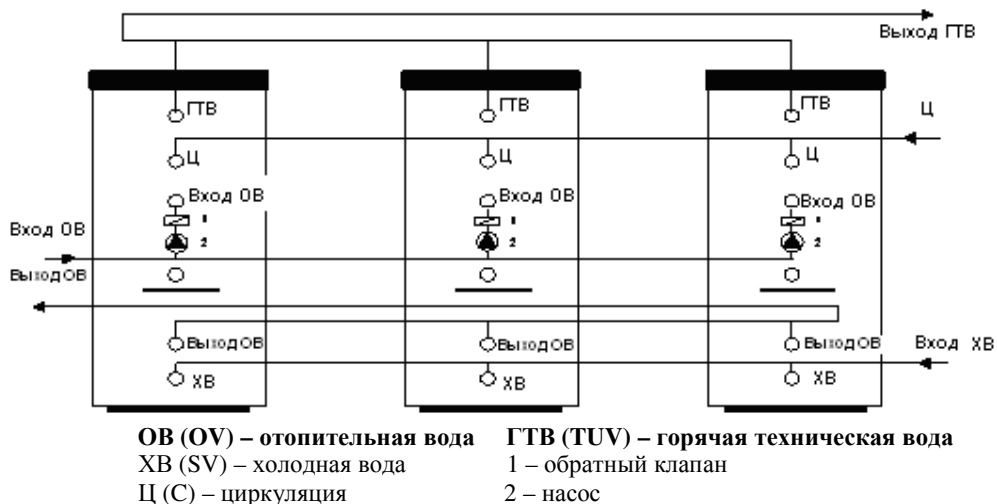 Выход ГТВ
ГТВ ГТВ ГТВ
Ц
Ц Ц Ц
Вход ОВ Вход ОВ Вход ОВ
1 1 1
Вход ОВ
2 2 2
Выход ОВ
Выход ОВ Выход ОВ Выход ОВ
Вход ХВ
ХВ ХВ ХВ
ОВ (OV) – отопительная вода ГТВ (TUV) – горячая техническая вода
ХВ (SV) – холодная вода 1 – обратный клапан
Ц (С) – циркуляция 2 – насос